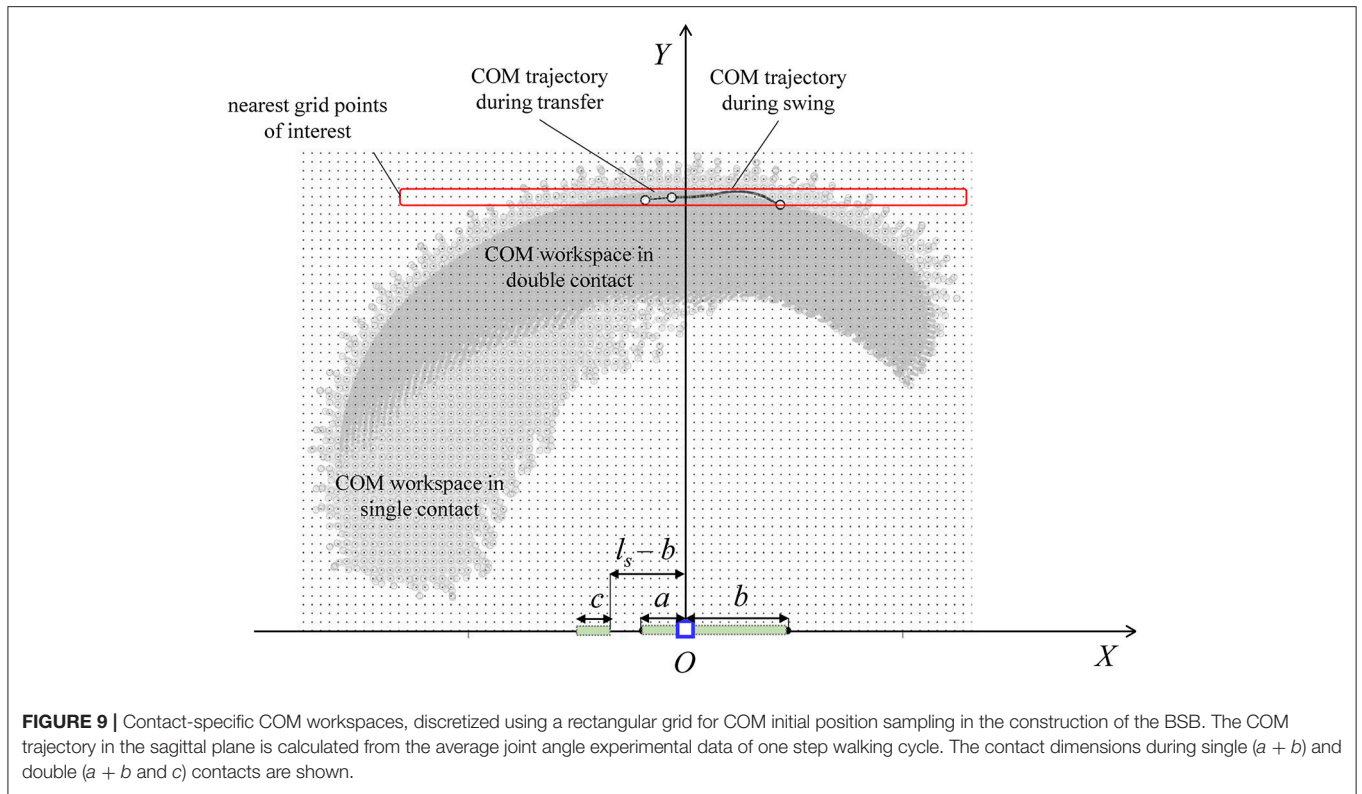 Y
COM trajectory
during transfer
COM trajectory
during swing
nearest grid points
of interest
COM workspace in
double contact
COM workspace in
single contact
l_s − b
c
a
b
O
X
FIGURE 9 | Contact-specific COM workspaces, discretized using a rectangular grid for COM initial position sampling in the construction of the BSB. The COM
trajectory in the sagittal plane is calculated from the average joint angle experimental data of one step walking cycle. The contact dimensions during single (a + b) and
double (a + b and c) contacts are shown.